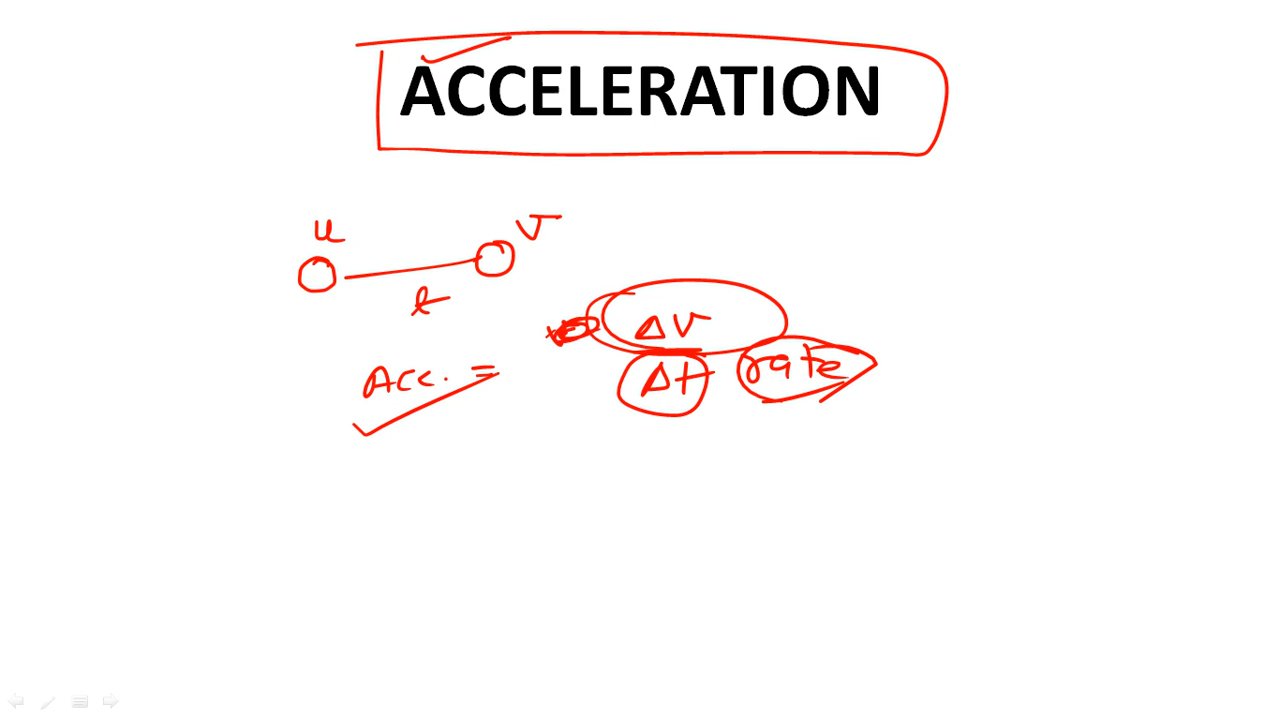 ACCELERATION
u
v
t
Acc. =
Δv
Δt
rate